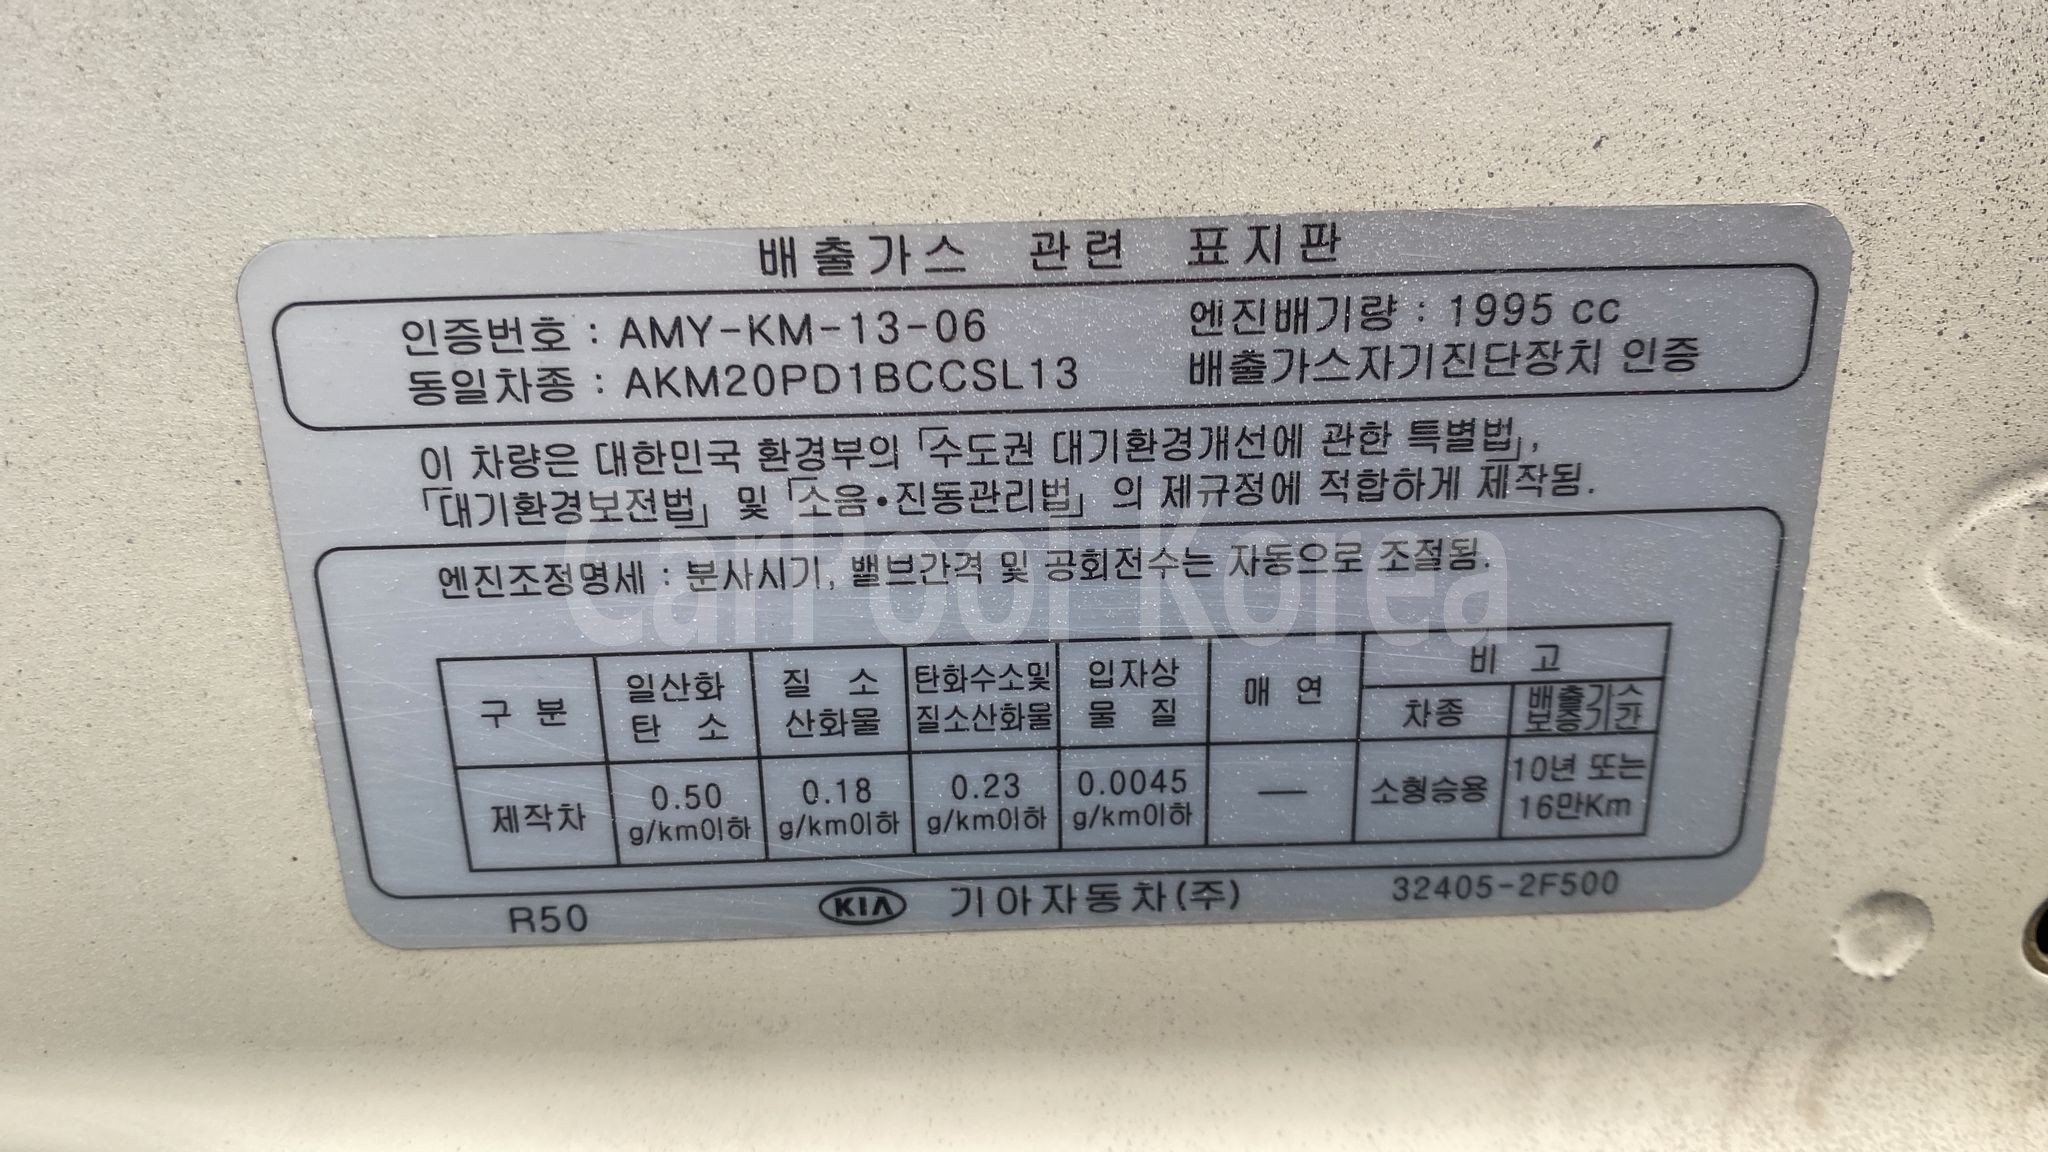 배출가스 관련 표지판
인증번호 : AMY-KM-13-06
엔진배기량 : 1995 cc
동일차종 : AKM20PD1BCCSL13
배출가스자기진단장치 인증
이 차량은 대한민국 환경부의 「수도권 대기환경개선에 관한 특별법」,
「대기환경보전법」 및 「소음·진동관리법」 의 제규정에 적합하게 제작됨.
CarPool Korea
엔진조정명세 : 분사시기, 밸브간격 및 공회전수는 자동으로 조절됨.
구 분
일산화
탄 소
질 소
산화물
탄화수소및
질소산화물
입자상
물 질
매 연
비 고
차종
배출가스
보증기간
제작차
0.50
g/km이하
0.18
g/km이하
0.23
g/km이하
0.0045
g/km이하
—
소형승용
10년 또는
16만Km
R50
KIA
기아자동차(주)
32405-2F500